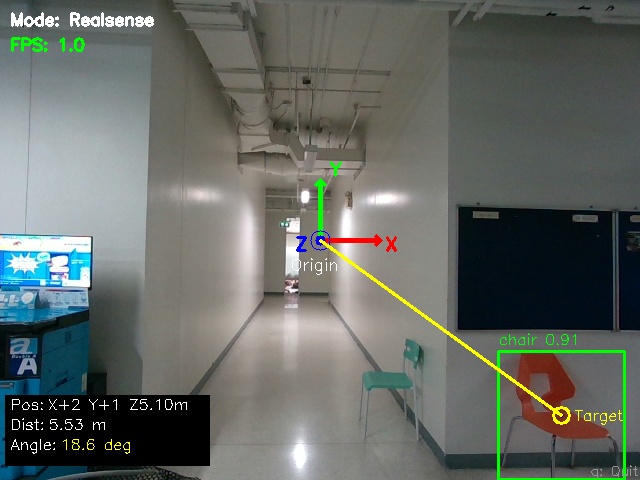 Mode: Realsense
FPS: 1.0
Y
Z
X
Origin
chair 0.91
Target
Pos: X+2 Y+1 Z5.10m
Dist: 5.53 m
Angle: 18.6 deg
a
A
Double A
q: Quit